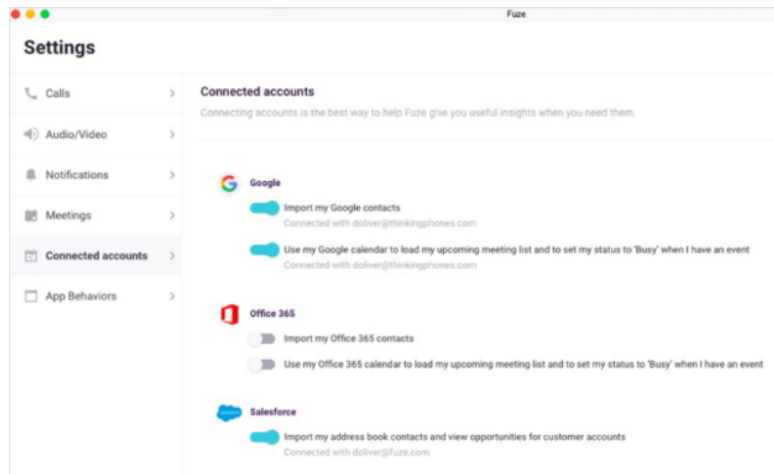 Fuze
Settings
Calls
Audio/Video
Notifications
Meetings
Connected accounts
App Behaviors
Connected accounts
Connecting accounts is the best way to help Fuze give you useful insights when you need them.
Google
Import my Google contacts
Connected with doliver@thinkingphones.com
Use my Google calendar to load my upcoming meeting list and to set my status to 'Busy' when I have an event
Connected with doliver@thinkingphones.com
Office 365
Import my Office 365 contacts
Use my Office 365 calendar to load my upcoming meeting list and to set my status to 'Busy' when I have an event
Salesforce
Import my address book contacts and view opportunities for customer accounts
Connected with doliver@fuze.com